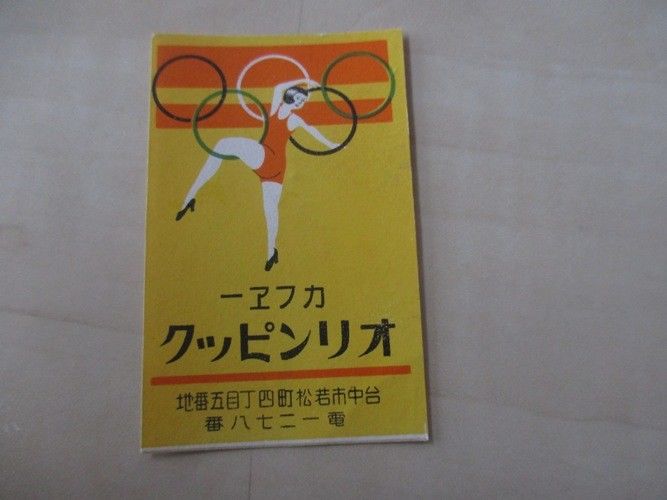 カフヱー
オリンピック
台中市若松町四丁目五番地
電一二七八番